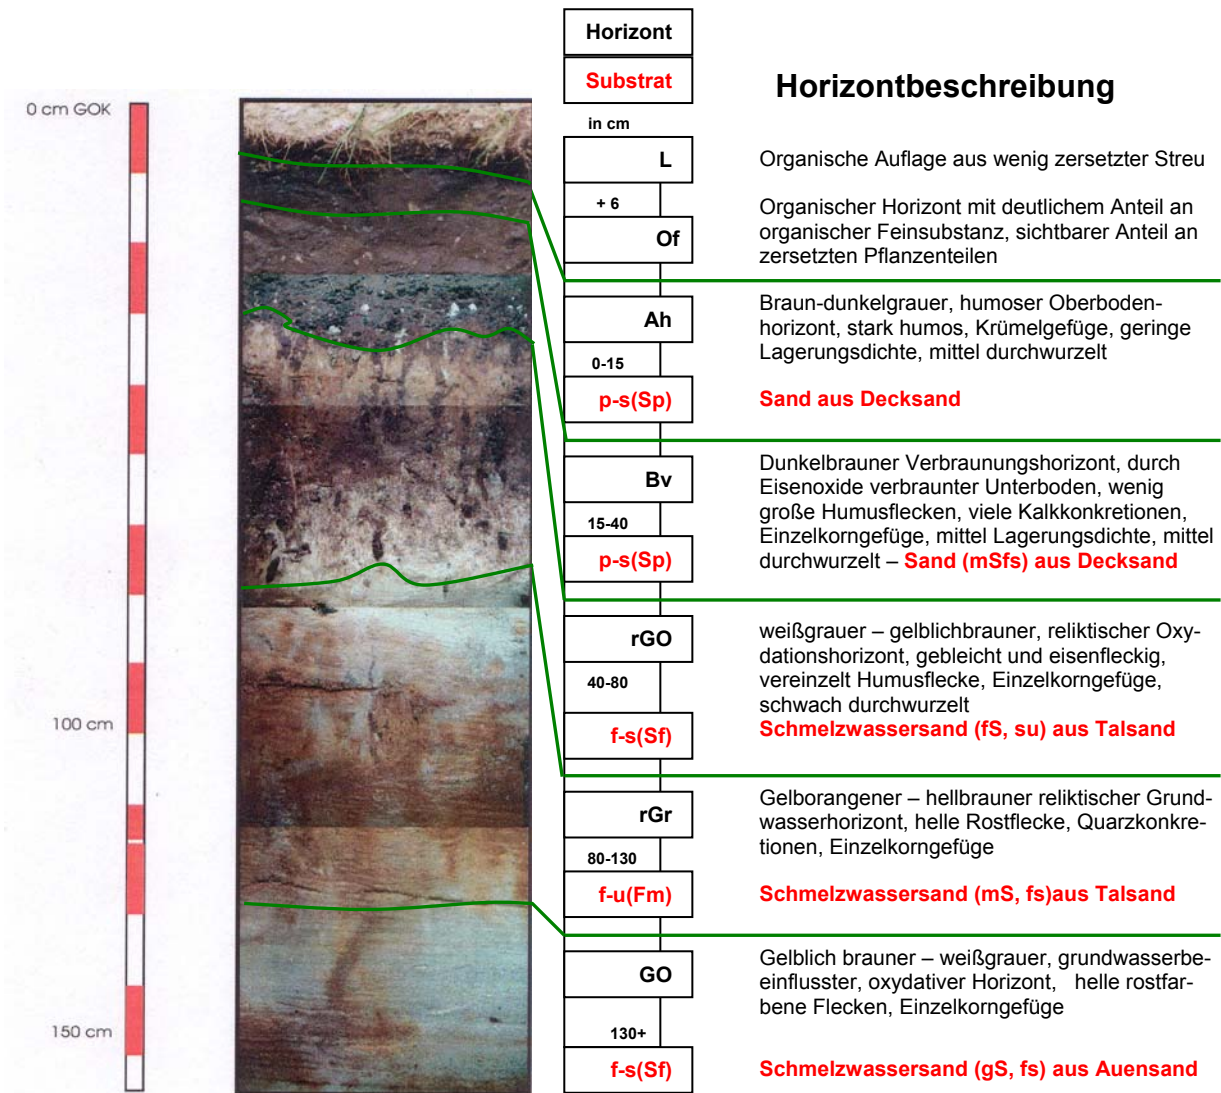 Horizont
Substrat
Horizontbeschreibung
0 cm GOK
in cm
L
Organische Auflage aus wenig zersetzter Streu
+ 6
Of
Organischer Horizont mit deutlichem Anteil an
organischer Feinsubstanz, sichtbarer Anteil an
zersetzten Pflanzenteilen
Ah
0-15
p-s(Sp)
Braun-dunkelgrauer, humoser Oberboden-
horizont, stark humos, Krümelgefüge, geringe
Lagerungsdichte, mittel durchwurzelt
Sand aus Decksand
Bv
15-40
p-s(Sp)
Dunkelbrauner Verbraunungshorizont, durch
Eisenoxide verbraunter Unterboden, wenig
große Humusflecken, viele Kalkkonkretionen,
Einzelkorngefüge, mittel Lagerungsdichte, mittel
durchwurzelt – Sand (mSfs) aus Decksand
rGO
40-80
f-s(Sf)
weißgrauer – gelblichbrauner, reliktischer Oxy-
dationshorizont, gebleicht und eisenfleckig,
vereinzelt Humusflecke, Einzelkorngefüge,
schwach durchwurzelt
Schmelzwassersand (fS, su) aus Talsand
100 cm
rGr
80-130
f-u(Fm)
Gelborangener – hellbrauner reliktischer Grund-
wasserhorizont, helle Rostflecke, Quarzkonkre-
tionen, Einzelkorngefüge
Schmelzwassersand (mS, fs)aus Talsand
GO
130+
f-s(Sf)
Gelblich brauner – weißgrauer, grundwasserbe-
einflusster, oxydativer Horizont, helle rostfar-
bene Flecken, Einzelkorngefüge
Schmelzwassersand (gS, fs) aus Auensand
150 cm